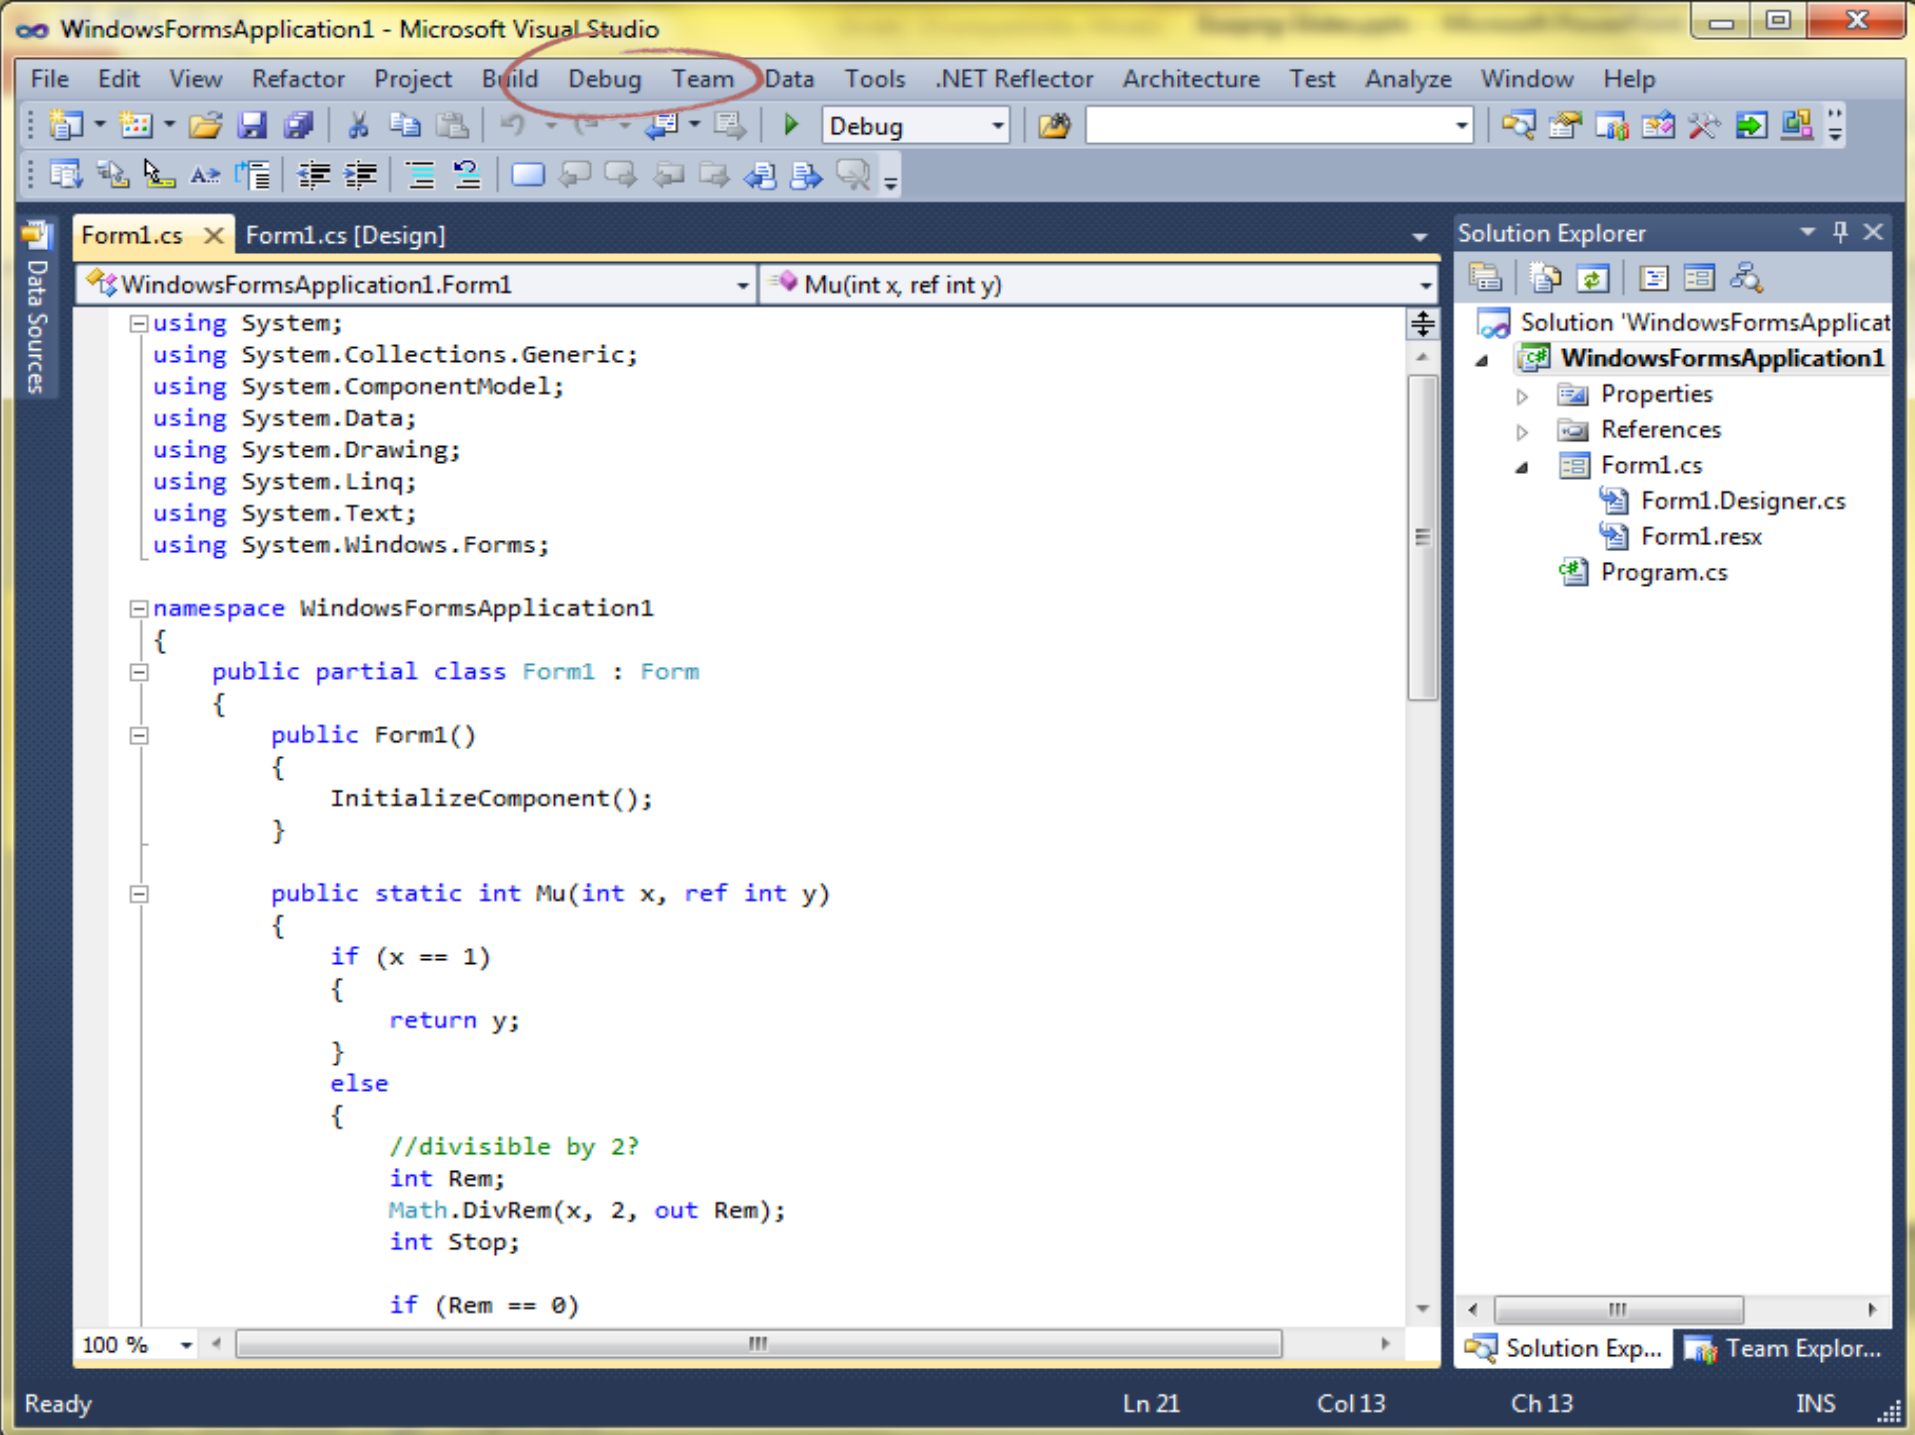 WindowsFormsApplication1 - Microsoft Visual Studio
File Edit View Refactor Project Build Debug Team Data Tools .NET Reflector Architecture Test Analyze Window Help
Debug
Data Sources
Form1.cs Form1.cs [Design]
WindowsFormsApplication1.Form1 Mu(int x, ref int y)
using System;
using System.Collections.Generic;
using System.ComponentModel;
using System.Data;
using System.Drawing;
using System.Linq;
using System.Text;
using System.Windows.Forms;
namespace WindowsFormsApplication1
{
public partial class Form1 : Form
{
public Form1()
{
InitializeComponent();
}
public static int Mu(int x, ref int y)
{
if (x == 1)
{
return y;
}
else
{
//divisible by 2?
int Rem;
Math.DivRem(x, 2, out Rem);
int Stop;
if (Rem == 0)
100 %
Solution Explorer
Solution 'WindowsFormsApplicat
WindowsFormsApplication1
Properties
References
Form1.cs
Form1.Designer.cs
Form1.resx
Program.cs
Solution Exp... Team Explor...
Ready Ln 21 Col 13 Ch 13 INS